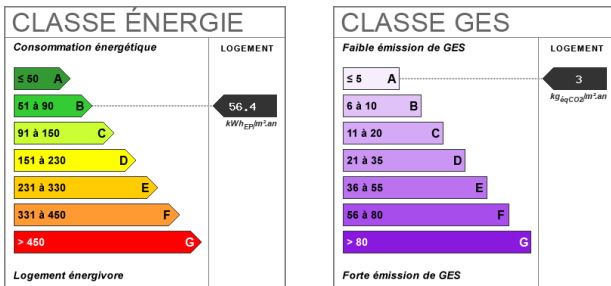 CLASSE ÉNERGIE
Consommation énergétique
LOGEMENT
≤ 50 A
51 à 90 B
56.4
kWhEP/m².an
91 à 150 C
151 à 230 D
231 à 330 E
331 à 450 F
> 450 G
Logement énergivore
CLASSE GES
Faible émission de GES
LOGEMENT
≤ 5 A
3
kgéqCO2/m².an
6 à 10 B
11 à 20 C
21 à 35 D
36 à 55 E
56 à 80 F
> 80 G
Forte émission de GES